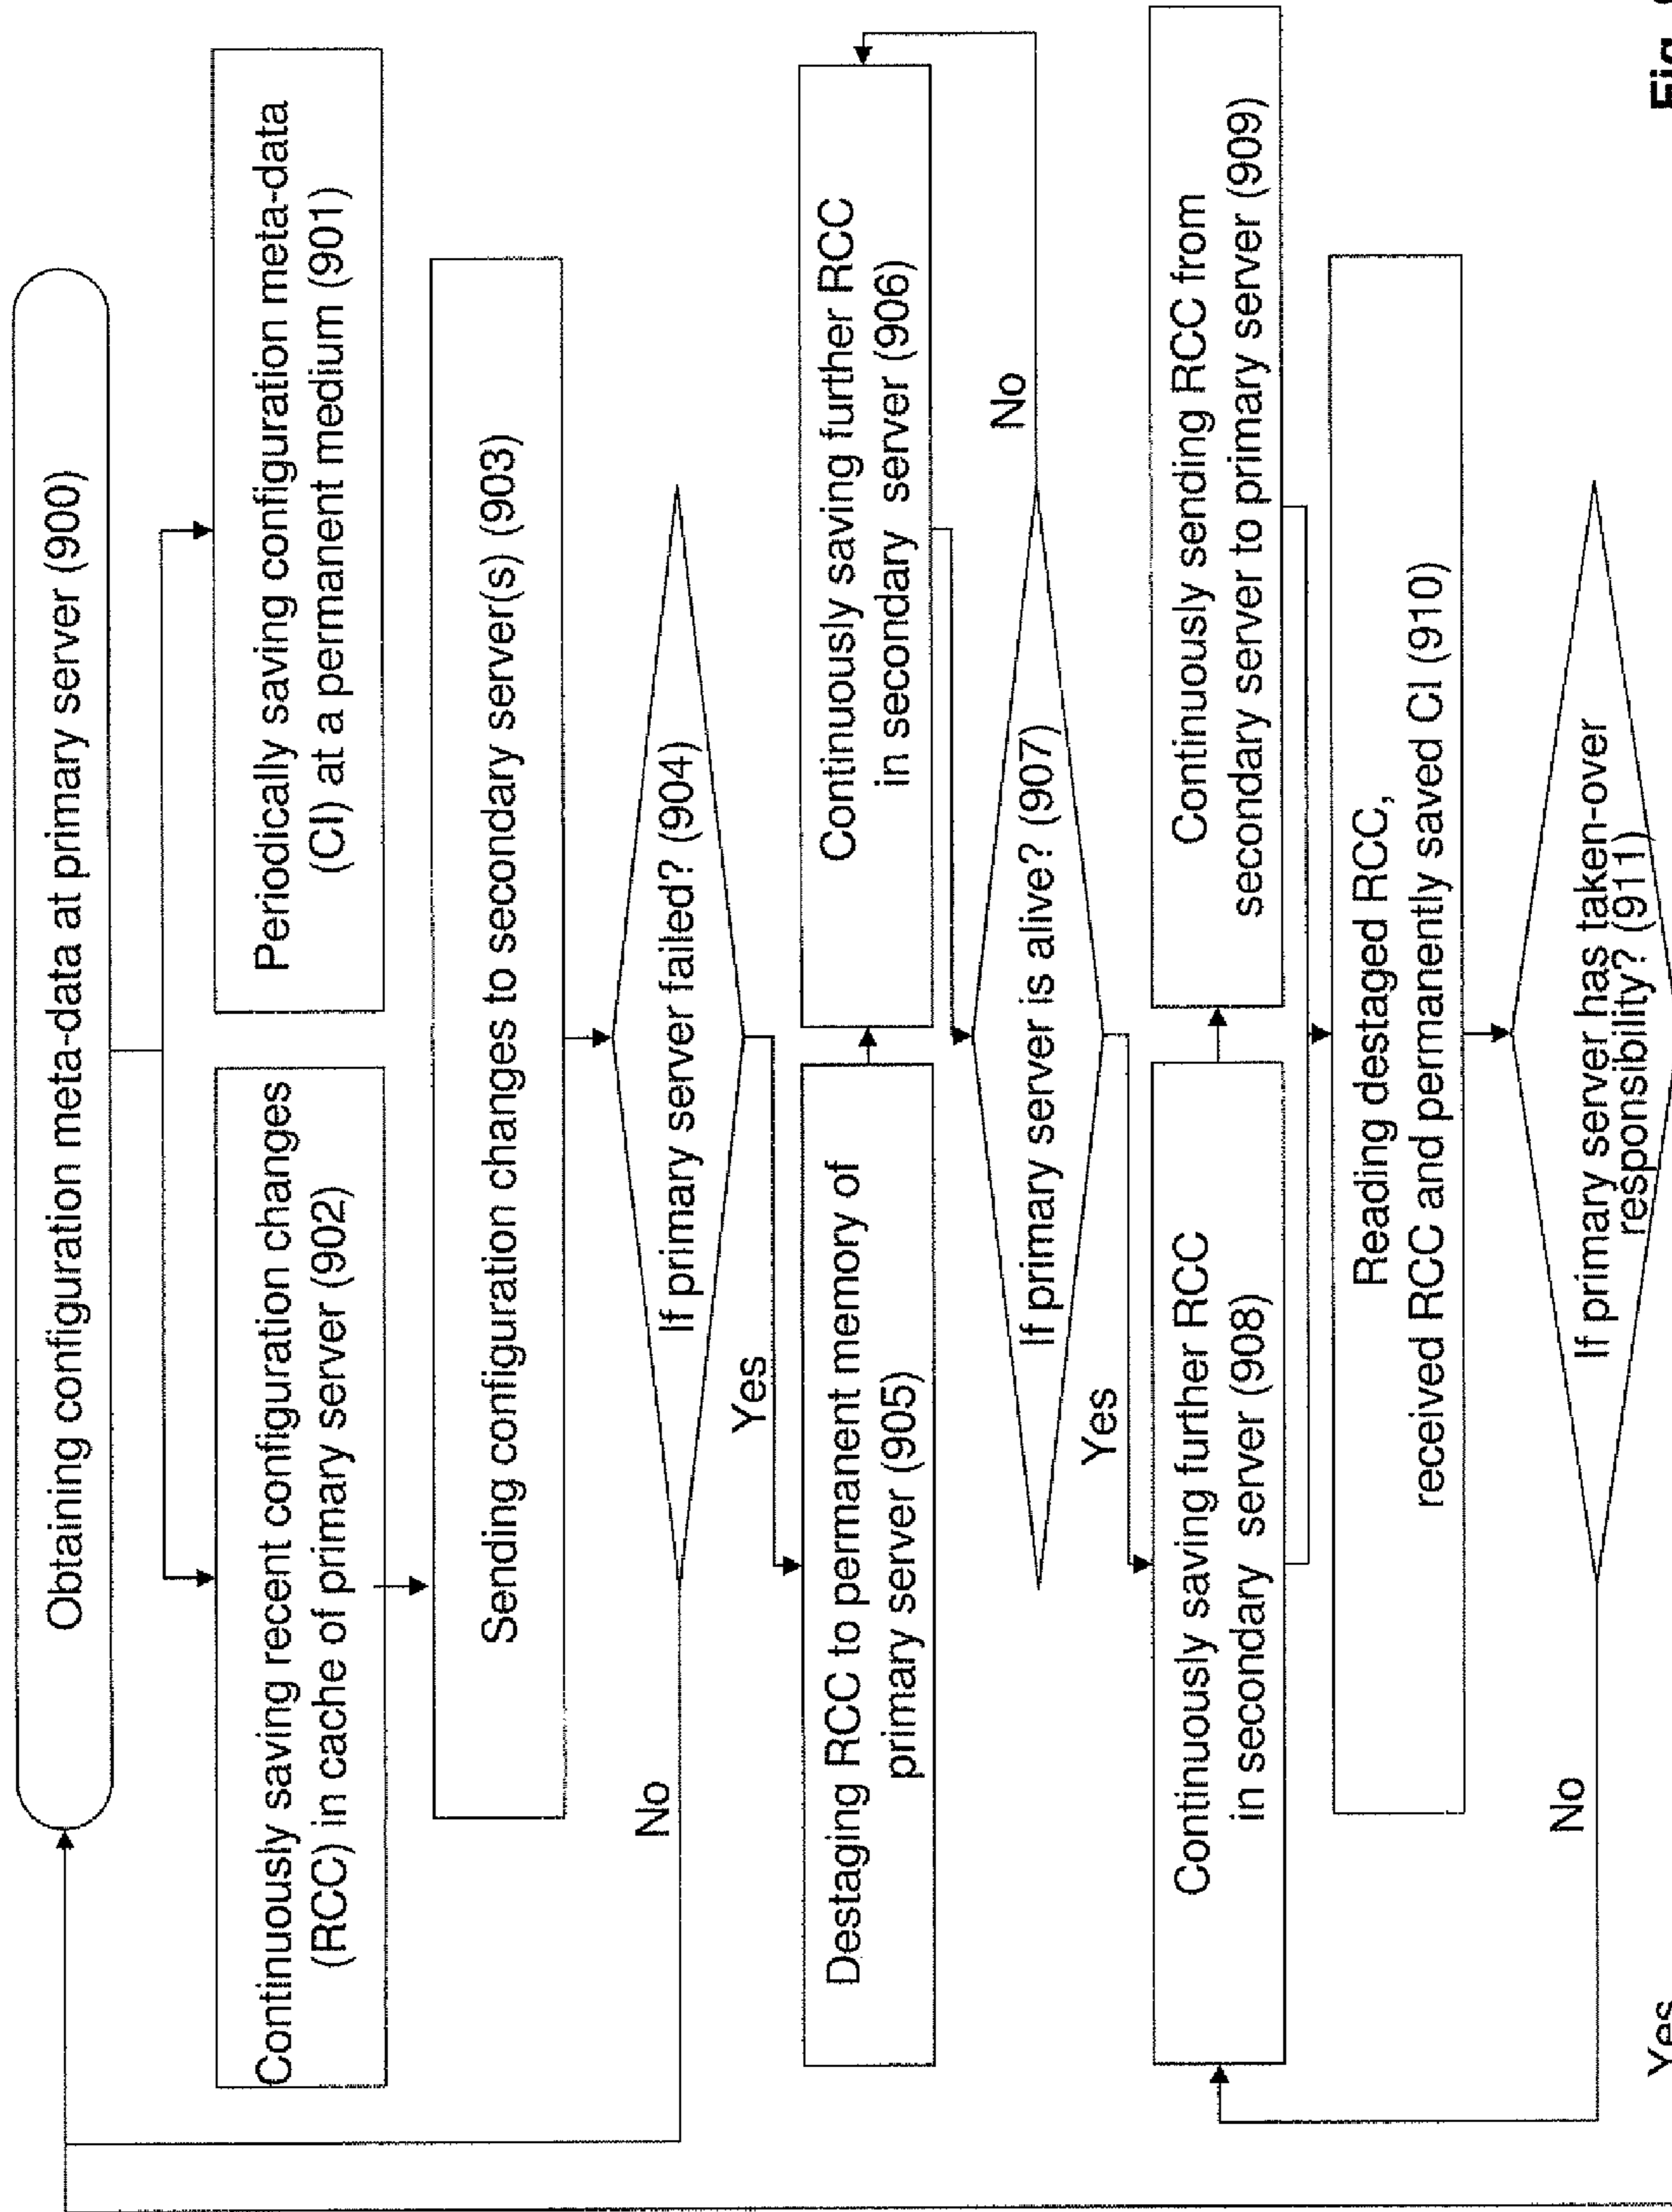 Obtaining configuration meta-data at primary server (900)
Continuously saving recent configuration changes
(RCC) in cache of primary server (902)
Periodically saving configuration meta-data
(CI) at a permanent medium (901)
Sending configuration changes to secondary server(s) (903)
If primary server failed? (904)
No
Yes
Destaging RCC to permanent memory of
primary server (905)
Continuously saving further RCC
in secondary server (906)
If primary server is alive? (907)
No
Yes
Continuously saving further RCC
in secondary server (908)
Continuously sending RCC from
secondary server to primary server (909)
Reading destaged RCC,
received RCC and permanently saved CI (910)
If primary server has taken-over
responsibility? (911)
No
Yes
Fig.